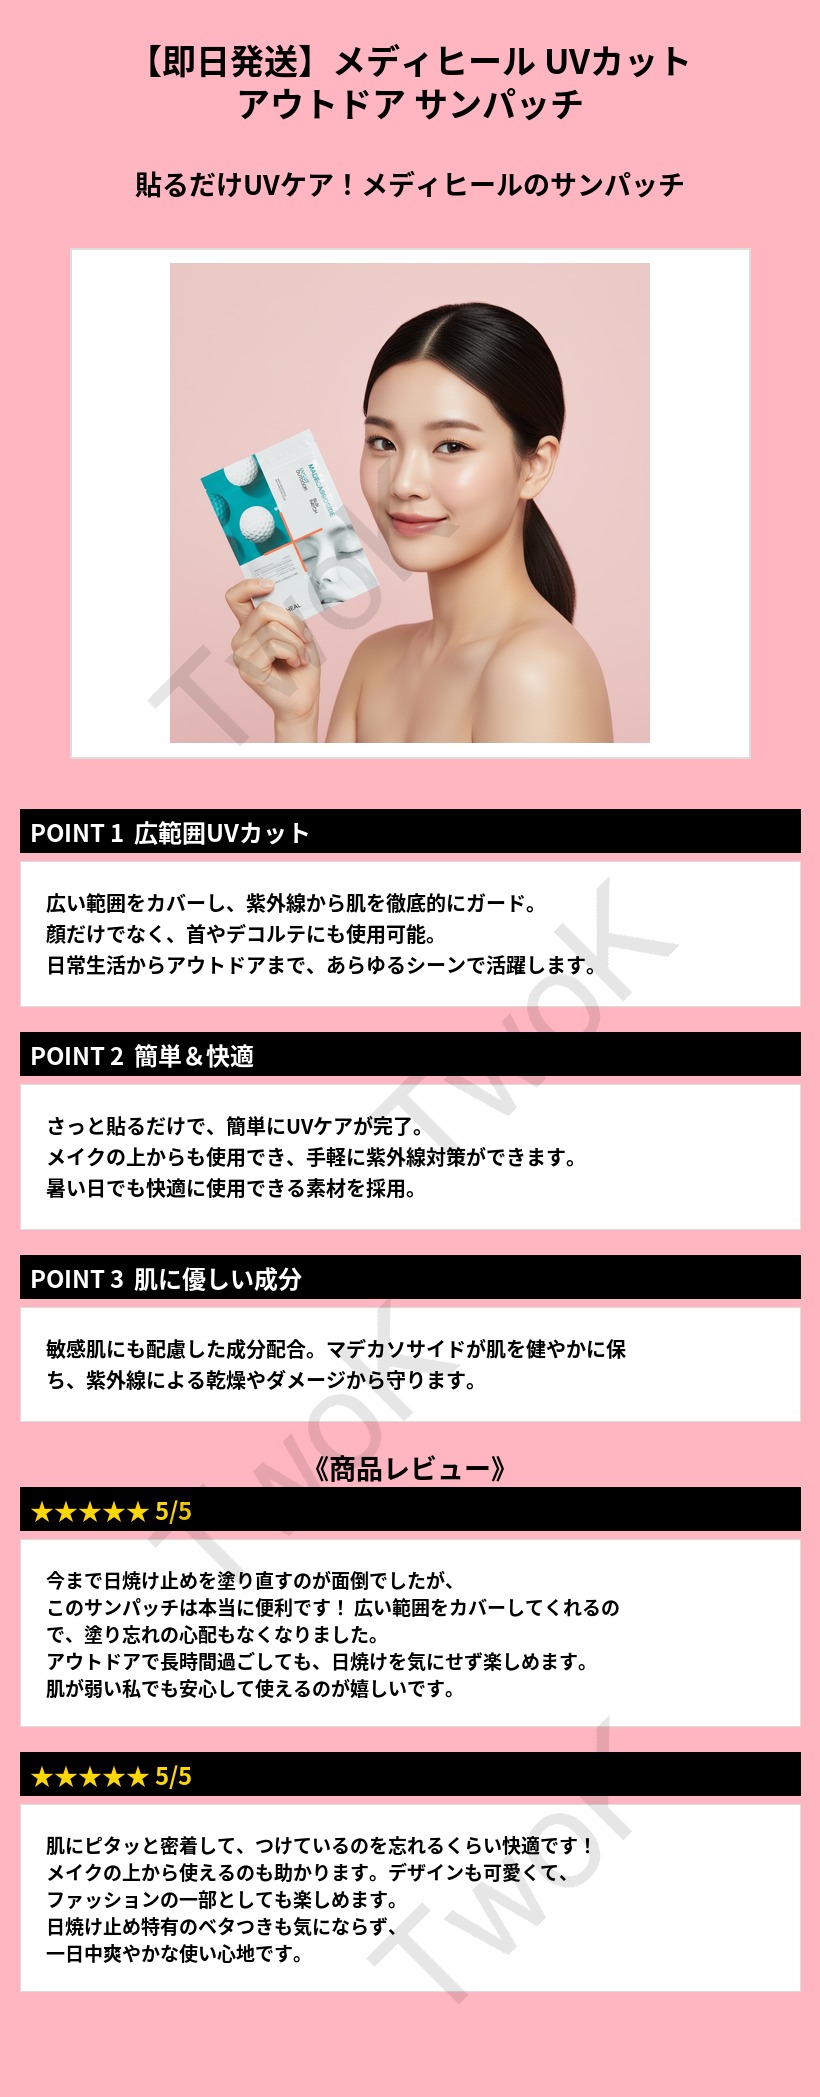 【即日発送】メディヒール UVカット
アウトドア サンパッチ
貼るだけUVケア！メディヒールのサンパッチ
MADECASSOSIDE
UV CUT
OUTDOOR
SUN
PATCH
HEAL
TwoK
POINT 1 広範囲UVカット
広い範囲をカバーし、紫外線から肌を徹底的にガード。
顔だけでなく、首やデコルテにも使用可能。
日常生活からアウトドアまで、あらゆるシーンで活躍します。
TwoK
POINT 2 簡単＆快適
さっと貼るだけで、簡単にUVケアが完了。
メイクの上からも使用でき、手軽に紫外線対策ができます。
暑い日でも快適に使用できる素材を採用。
POINT 3 肌に優しい成分
敏感肌にも配慮した成分配合。マデカソサイドが肌を健やかに保
ち、紫外線による乾燥やダメージから守ります。
TwoK
《商品レビュー》
★★★★★ 5/5
今まで日焼け止めを塗り直すのが面倒でしたが、
このサンパッチは本当に便利です！ 広い範囲をカバーしてくれるの
で、塗り忘れの心配もなくなりました。
アウトドアで長時間過ごしても、日焼けを気にせず楽しめます。
肌が弱い私でも安心して使えるのが嬉しいです。
★★★★★ 5/5
肌にピタッと密着して、つけているのを忘れるくらい快適です！
メイクの上から使えるのも助かります。デザインも可愛くて、
ファッションの一部としても楽しめます。
日焼け止め特有のベタつきも気にならず、
一日中爽やかな使い心地です。
TwoK